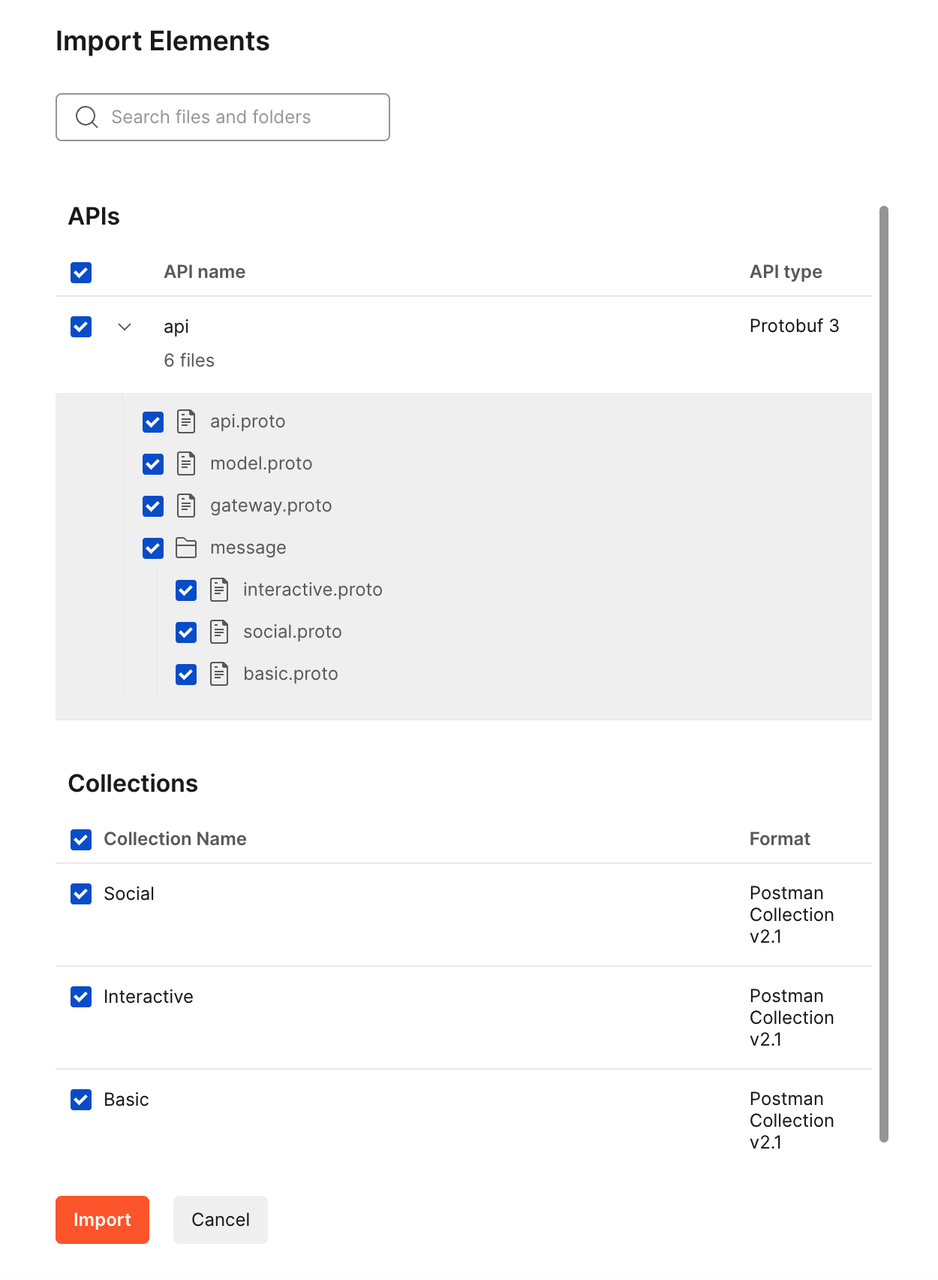 Import Elements
Search files and folders
APIs
API name API type
api Protobuf 3
6 files
api.proto
model.proto
gateway.proto
message
interactive.proto
social.proto
basic.proto
Collections
Collection Name Format
Social Postman
Collection
v2.1
Interactive Postman
Collection
v2.1
Basic Postman
Collection
v2.1
Import Cancel